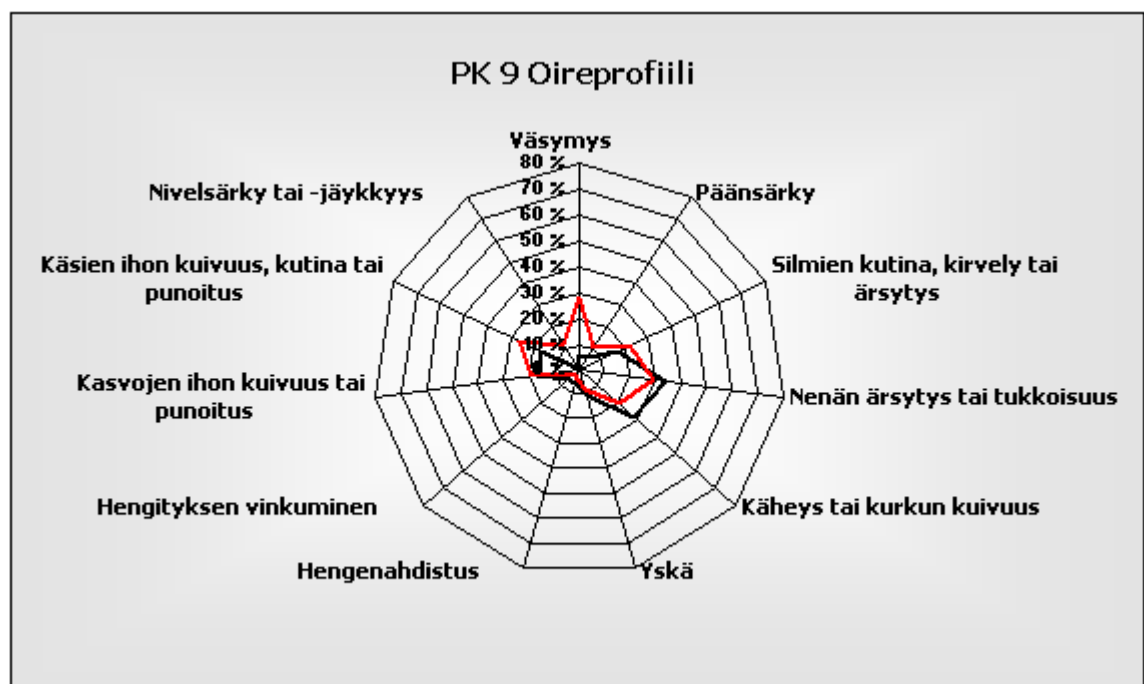 PK 9 Oireprofiili
Väsymys
80 %
70 %
60 %
50 %
40 %
30 %
20 %
10 %
Päänsärky
Silmien kutina, kirvely tai
ärsytys
Nenän ärsytys tai tukkoisuus
Käheys tai kurkun kuivuus
Yskä
Hengenahdistus
Hengityksen vinkuminen
Kasvojen ihon kuivuus tai
punoitus
Käsien ihon kuivuus, kutina tai
punoitus
Nivelsärky tai -jäykkyys